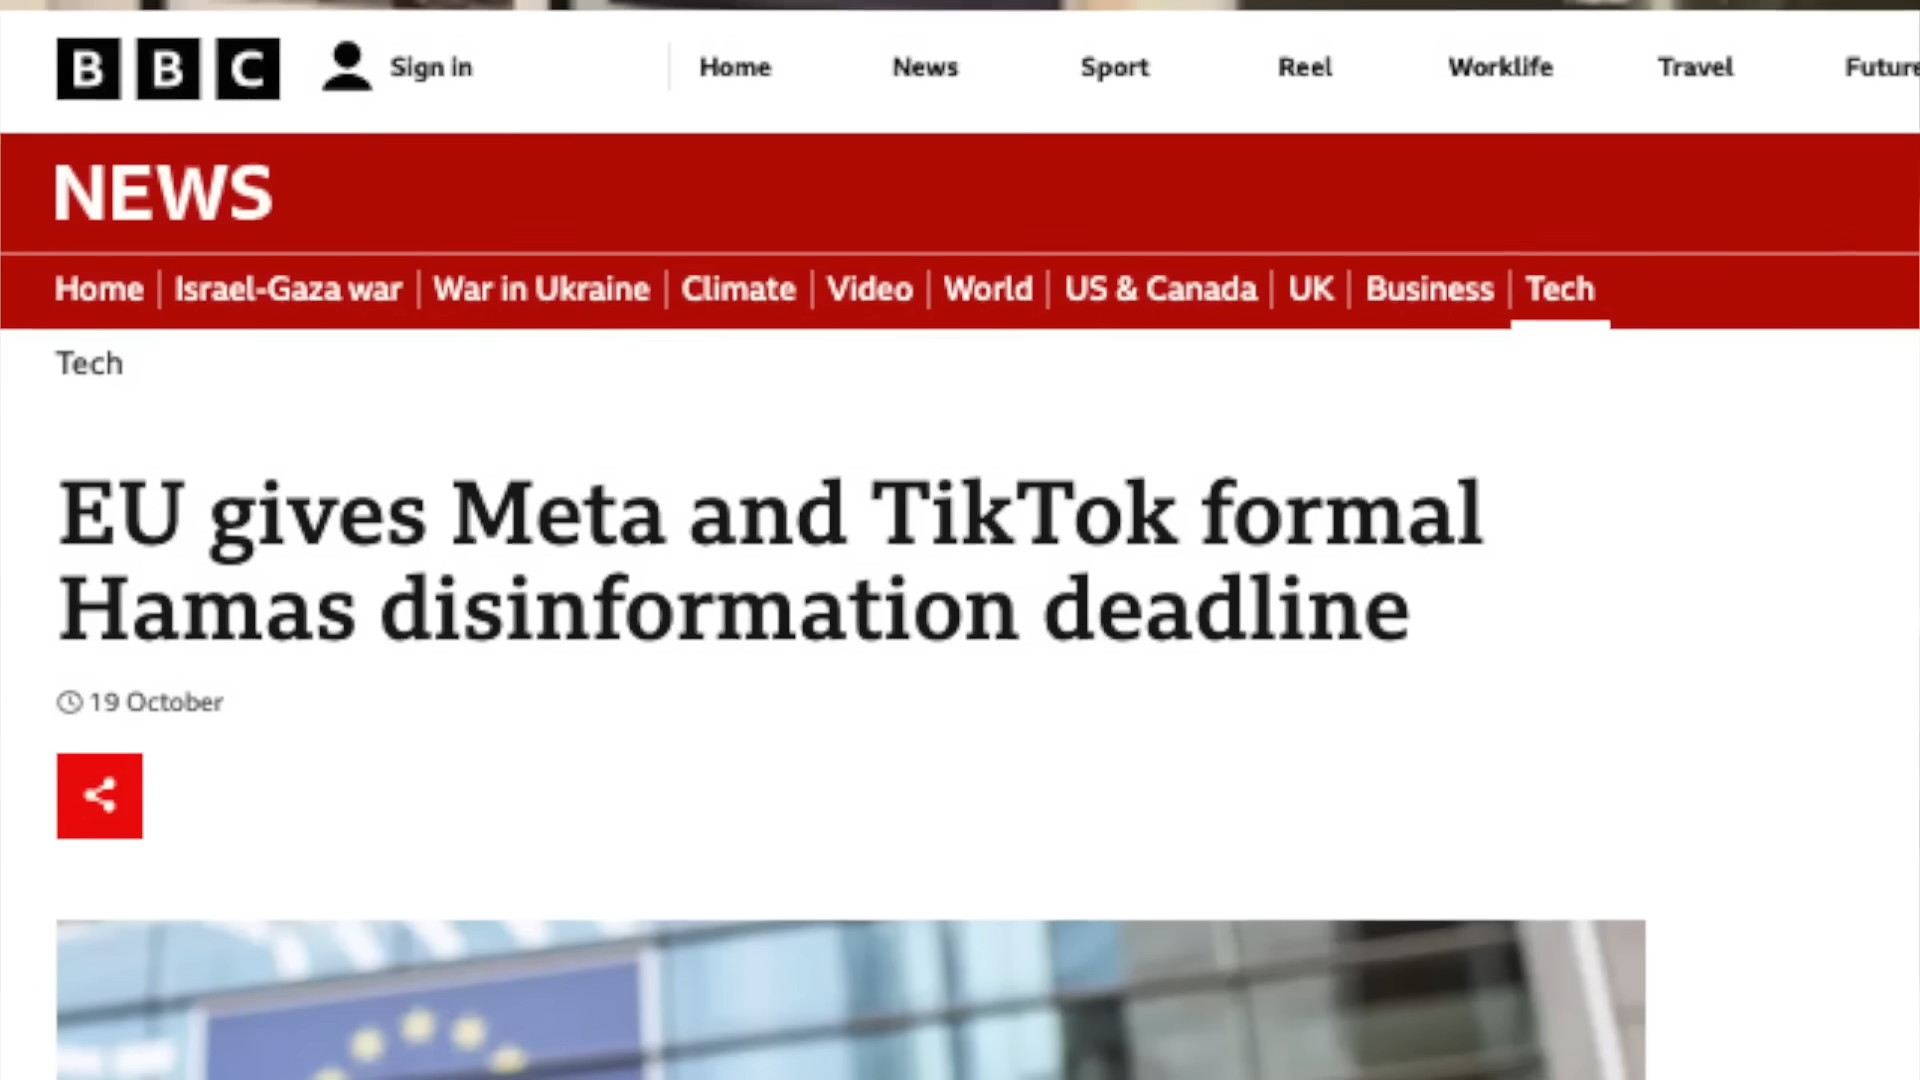 BBC Sign in Home News Sport Reel Worklife Travel Future
NEWS
Home Israel-Gaza war War in Ukraine Climate Video World US & Canada UK Business Tech
Tech
EU gives Meta and TikTok formal
Hamas disinformation deadline
19 October